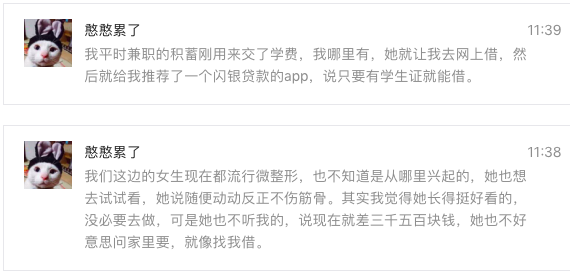 憨憨累了 11:39
我平时兼职的积蓄刚用来交了学费，我哪里有，她就让我去网上借，然
后就给我推荐了一个闪银贷款的app，说只要有学生证就能借。
憨憨累了 11:38
我们这边的女生现在都流行微整形，也不知道是从哪里兴起的，她也想
去试试看，她说随便动动反正不伤筋骨。其实我觉得她长得挺好看的，
没必要去做，可是她也不听我的，说现在就差三千五百块钱，她也不好
意思问家里要，就像找我借。